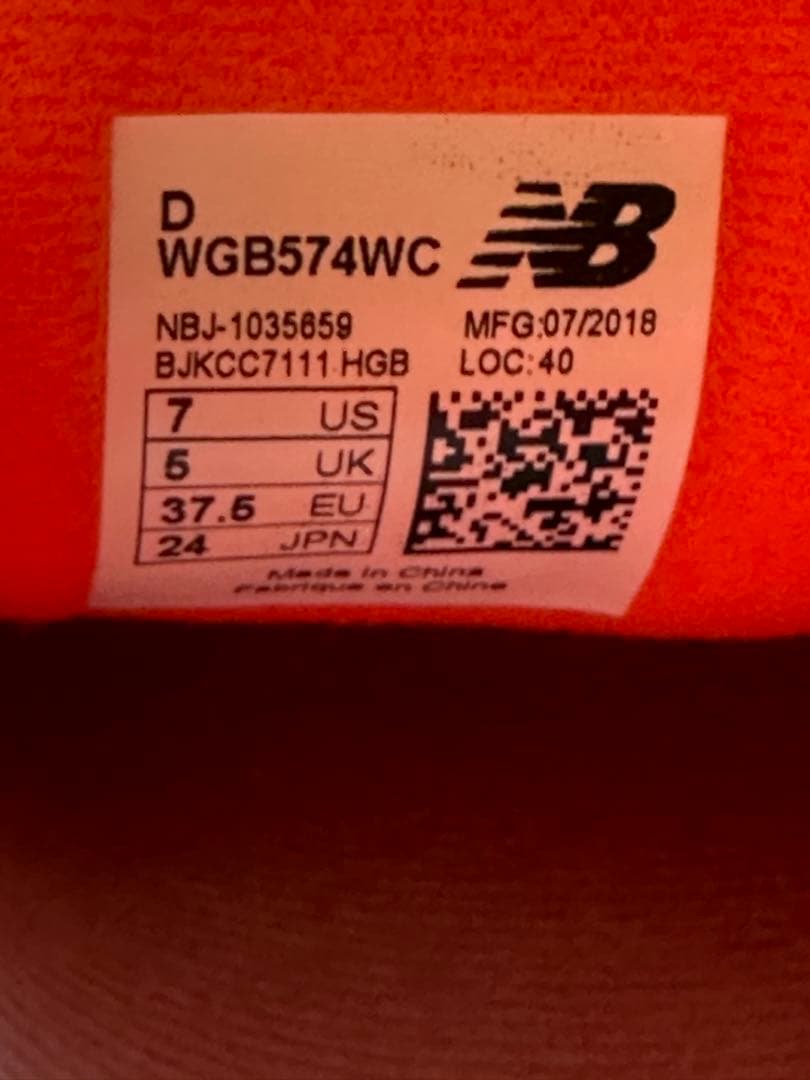 D
WGB574WC
NB
NBJ-1035659
MFG:07/2018
BJKCC7111 HGB
LOC:40
7 US
5 UK
37.5 EU
24 JPN
Made in China
Fabriqué en Chine